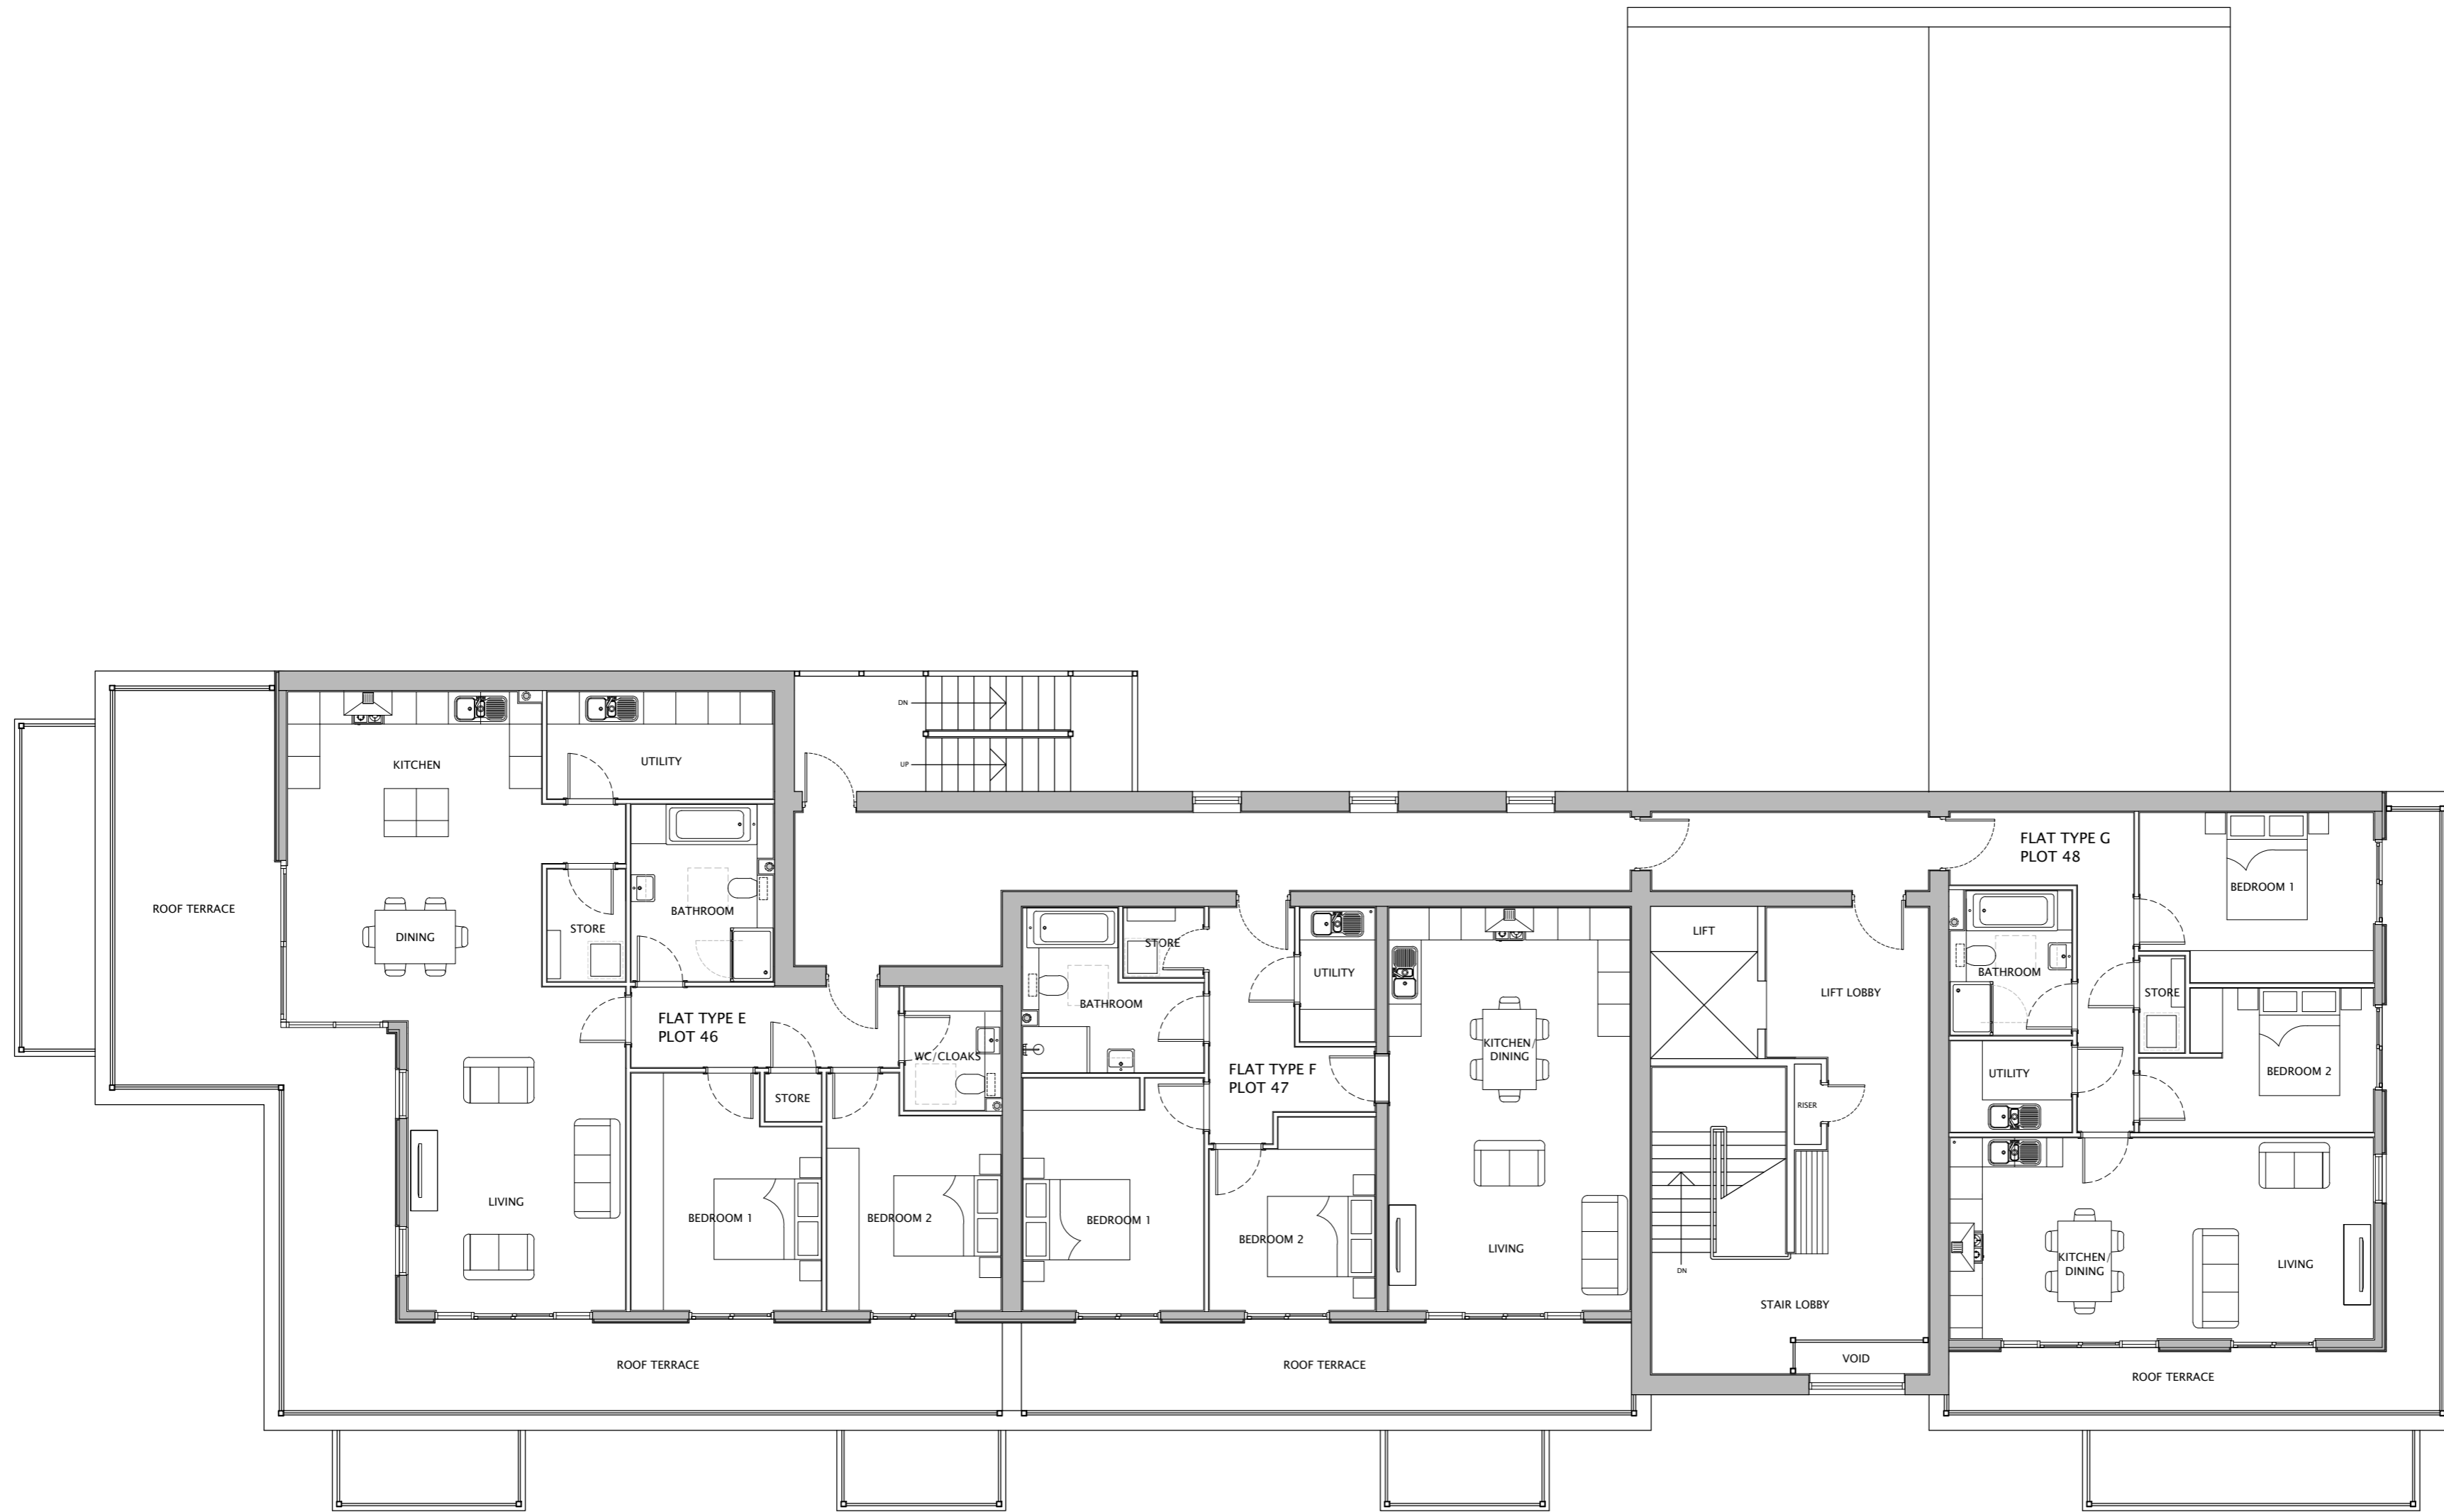 ROOF TERRACE
KITCHEN
DINING
LIVING
UTILITY
STORE
BATHROOM
FLAT TYPE E
PLOT 46
STORE
WC/CLOAKS
BEDROOM 1
BEDROOM 2
ROOF TERRACE
DN
UP
BATHROOM
STORE
UTILITY
FLAT TYPE F
PLOT 47
BEDROOM 1
BEDROOM 2
KITCHEN/
DINING
LIVING
ROOF TERRACE
LIFT
LIFT LOBBY
RISER
DN
STAIR LOBBY
VOID
FLAT TYPE G
PLOT 48
BEDROOM 1
BATHROOM
STORE
UTILITY
BEDROOM 2
KITCHEN/
DINING
LIVING
ROOF TERRACE